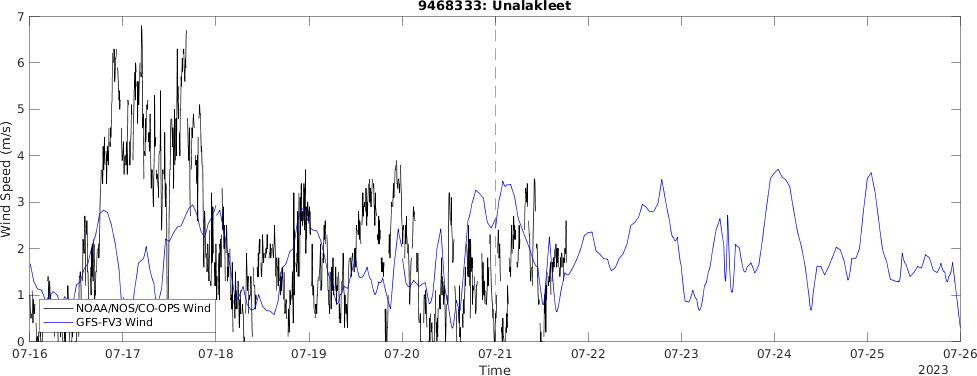 9468333: Unalakleet
Wind Speed (m/s)
7
6
5
4
3
2
1
0
NOAA/NOS/CO-OPS Wind
GFS-FV3 Wind
07-16 07-17 07-18 07-19 07-20 07-21 07-22 07-23 07-24 07-25 07-26
Time
2023